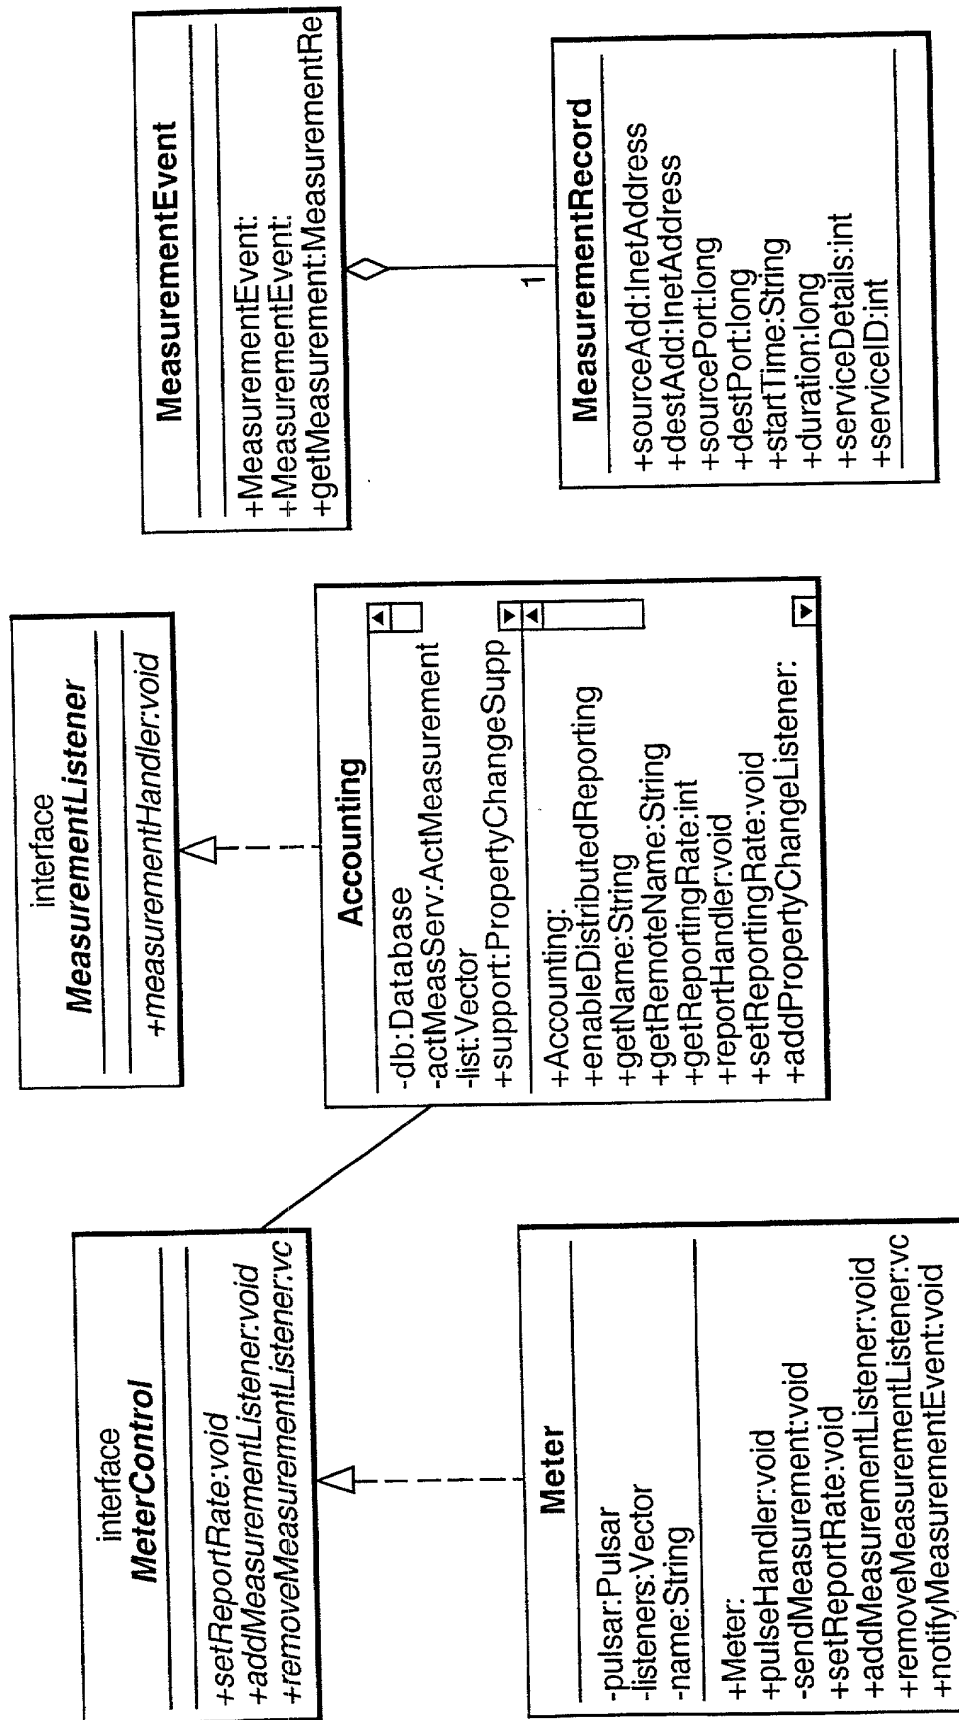 interface
MeterControl
+setReportRate:void
+addMeasurementListener:void
+removeMeasurementListener:vc
Meter
-pulsar:Pulsar
-listeners:Vector
-name:String
+Meter:
+pulseHandler:void
-sendMeasurement:void
+setReportRate:void
+addMeasurementListener:void
+removeMeasurementListener:vc
+notifyMeasurementEvent:void
interface
MeasurementListener
+measurementHandler:void
Accounting
-db:Database
-actMeasServ:ActMeasurement
-list:Vector
+support:PropertyChangeSupp
+Accounting:
+enableDistributedReporting
+getName:String
+getRemoteName:String
+getReportingRate:int
+reportHandler:void
+setReportingRate:void
+addPropertyChangeListener:
MeasurementEvent
+MeasurementEvent:
+MeasurementEvent:
+getMeasurement:MeasurementRe
1
MeasurementRecord
+sourceAdd:InetAddress
+destAdd:InetAddress
+sourcePort:long
+destPort:long
+startTime:String
+duration:long
+serviceDetails:int
+serviceID:int